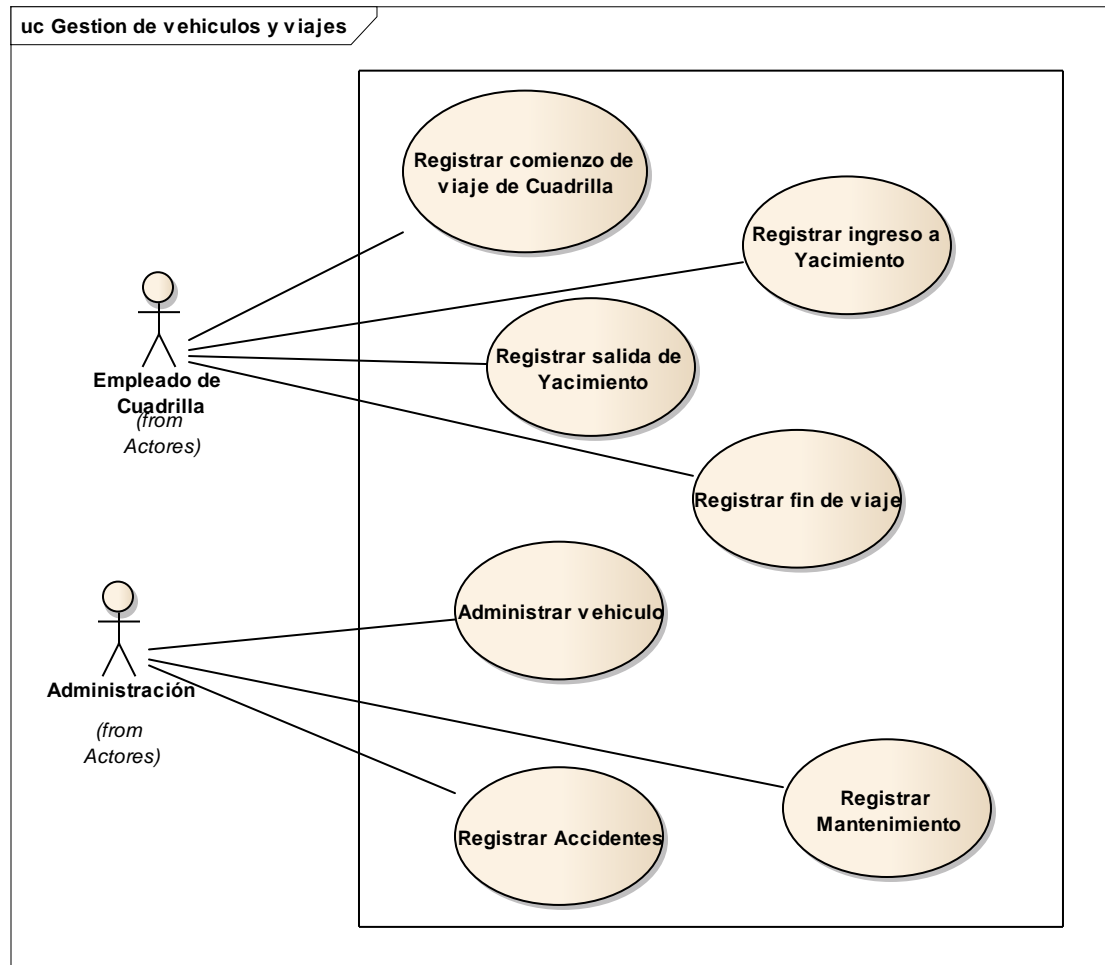 uc Gestion de vehiculos y viajes
Registrar comienzo de
viaje de Cuadrilla
Registrar ingreso a
Yacimiento
Registrar salida de
Yacimiento
Empleado de
Cuadrilla
(from
Actores)
Registrar fin de viaje
Administrar vehiculo
Administración
(from
Actores)
Registrar
Mantenimiento
Registrar Accidentes